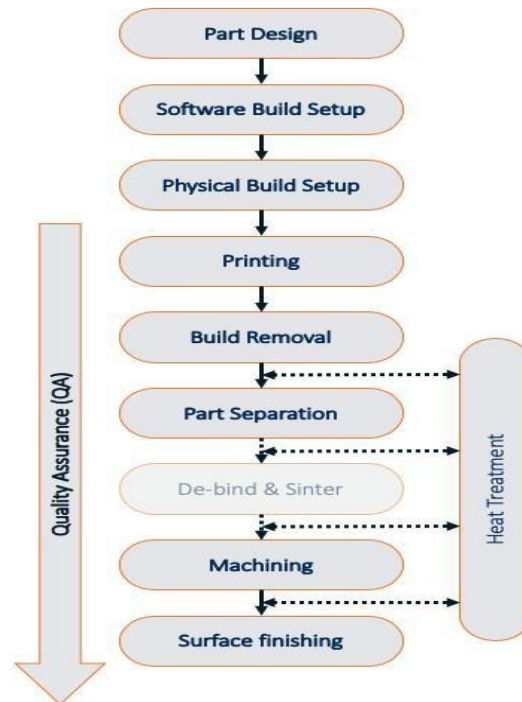 Part Design
Software Build Setup
Physical Build Setup
Printing
Build Removal
Part Separation
De-bind & Sinter
Machining
Surface finishing
Quality Assurance (QA)
Heat Treatment